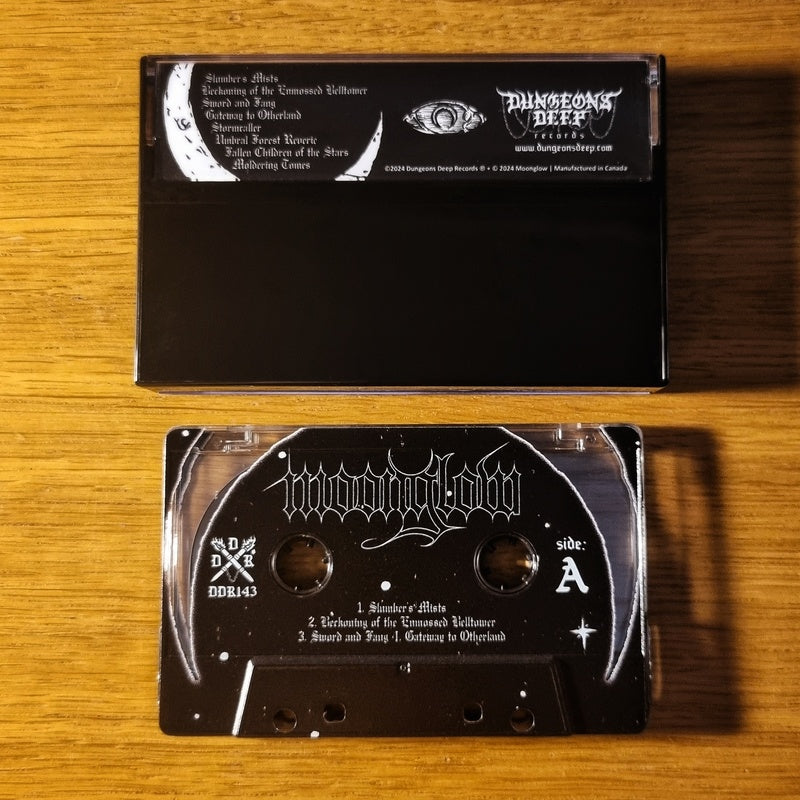 Slumber's Mists
Beckoning of the Enmossed Belltower
Sword and Fang
Gateway to Otherland
Stormcaller
Umbral Forest Reverie
Fallen Children of the Stars
Moldering Tomes
DUNGEONS
DEEP
records
www.dungeonsdeep.com
©2024 Dungeons Deep Records ℗ • © 2024 Moonglow | Manufactured in Canada
moonglow
D
D R
DDR143
side:
A
1. Slumber's Mists
2. Beckoning of the Enmossed Belltower
3. Sword and Fang 4. Gateway to Otherland